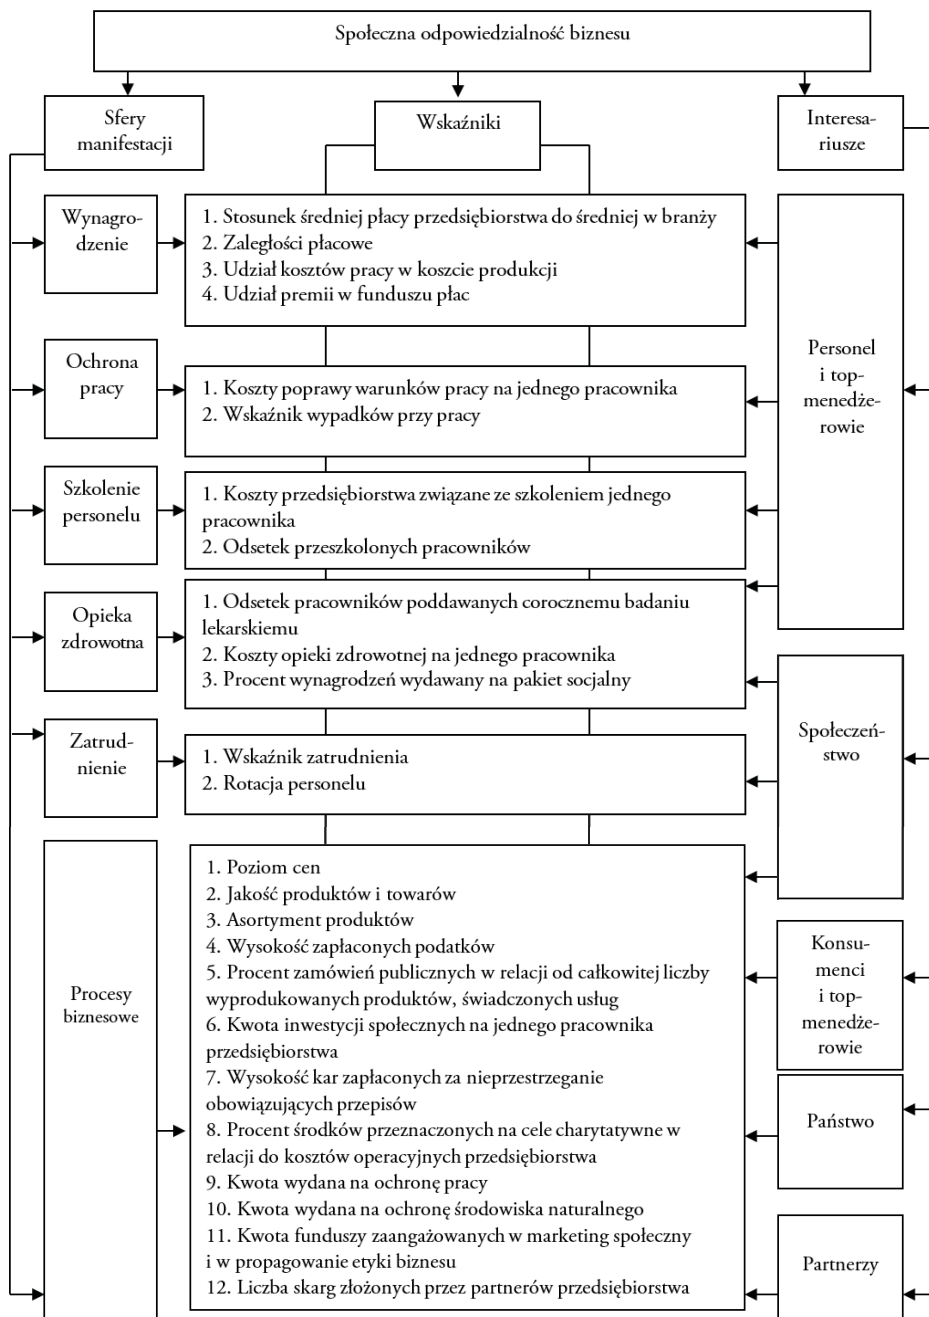 Społeczna odpowiedzialność biznesu
Sfery
manifestacji
Wskaźniki
Interesa-
riusze
Wynagro-
dzenie
1. Stosunek średniej płacy przedsiębiorstwa do średniej w branży
2. Zaległości płacowe
3. Udział kosztów pracy w koszcie produkcji
4. Udział premii w funduszu płac
Ochrona
pracy
1. Koszty poprawy warunków pracy na jednego pracownika
2. Wskaźnik wypadków przy pracy
Personel
i top-
menedże-
rowie
Szkolenie
personelu
1. Koszty przedsiębiorstwa związane ze szkoleniem jednego
pracownika
2. Odsetek przeszkolonych pracowników
Opieka
zdrowotna
1. Odsetek pracowników poddawanych corocznemu badaniu
lekarskiemu
2. Koszty opieki zdrowotnej na jednego pracownika
3. Procent wynagrodzeń wydawany na pakiet socjalny
Zatrud-
nienie
1. Wskaźnik zatrudnienia
2. Rotacja personelu
Społeczeń-
stwo
Procesy
biznesowe
1. Poziom cen
2. Jakość produktów i towarów
3. Asortyment produktów
4. Wysokość zapłaconych podatków
5. Procent zamówień publicznych w relacji od całkowitej liczby
wyprodukowanych produktów, świadczonych usług
6. Kwota inwestycji społecznych na jednego pracownika
przedsiębiorstwa
7. Wysokość kar zapłaconych za nieprzestrzeganie
obowiązujących przepisów
8. Procent środków przeznaczonych na cele charytatywne w
relacji do kosztów operacyjnych przedsiębiorstwa
9. Kwota wydana na ochronę pracy
10. Kwota wydana na ochronę środowiska naturalnego
11. Kwota funduszy zaangażowanych w marketing społeczny
i w propagowanie etyki biznesu
12. Liczba skarg złożonych przez partnerów przedsiębiorstwa
Konsu-
menci
i top-
menedże-
rowie
Państwo
Partnerzy